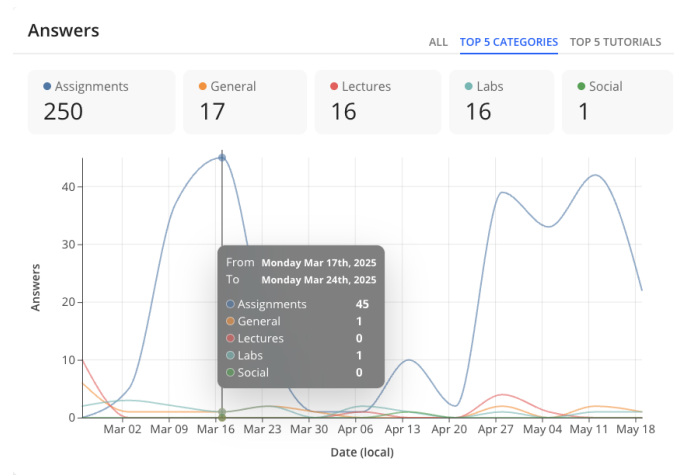 Answers
ALL TOP 5 CATEGORIES TOP 5 TUTORIALS
Assignments
250
General
17
Lectures
16
Labs
16
Social
1
Answers
40
30
20
10
0
From Monday Mar 17th, 2025
To Monday Mar 24th, 2025
Assignments 45
General 1
Lectures 0
Labs 1
Social 0
Mar 02 Mar 09 Mar 16 Mar 23 Mar 30 Apr 06 Apr 13 Apr 20 Apr 27 May 04 May 11 May 18
Date (local)